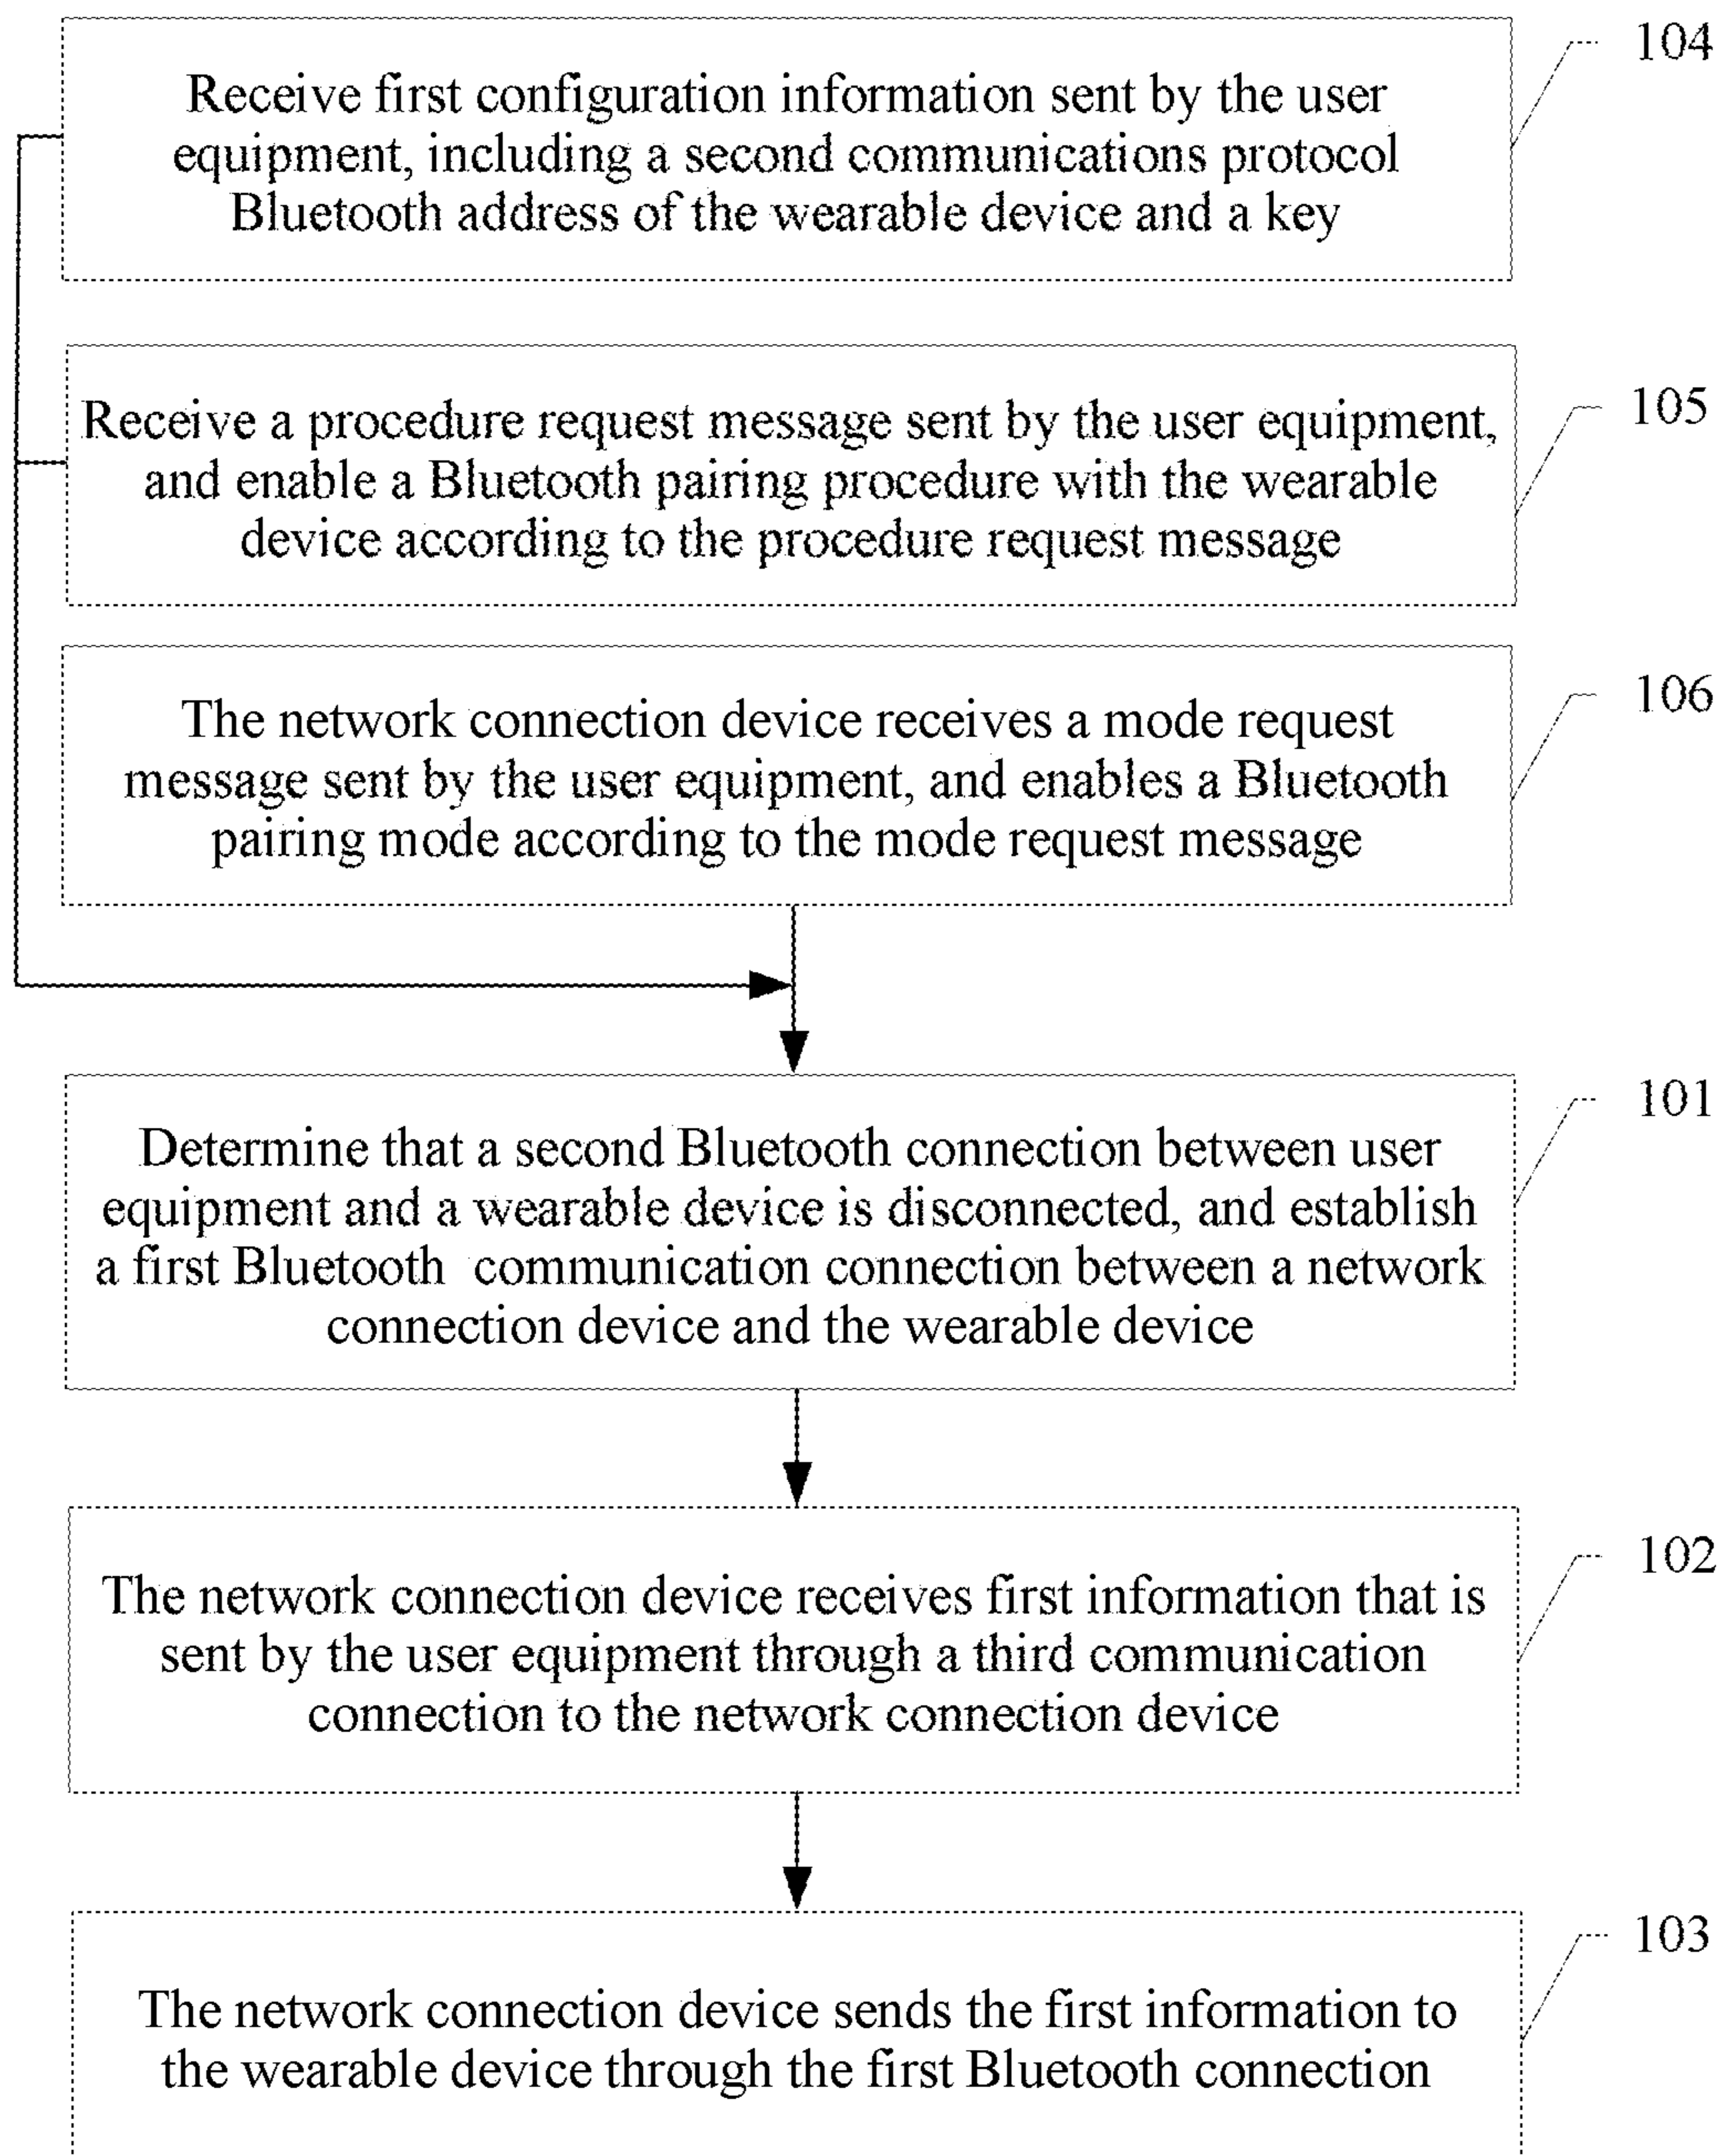 104
Receive first configuration information sent by the user
equipment, including a second communications protocol
Bluetooth address of the wearable device and a key
105
Receive a procedure request message sent by the user equipment,
and enable a Bluetooth pairing procedure with the wearable
device according to the procedure request message
106
The network connection device receives a mode request
message sent by the user equipment, and enables a Bluetooth
pairing mode according to the mode request message
101
Determine that a second Bluetooth connection between user
equipment and a wearable device is disconnected, and establish
a first Bluetooth communication connection between a network
connection device and the wearable device
102
The network connection device receives first information that is
sent by the user equipment through a third communication
connection to the network connection device
103
The network connection device sends the first information to
the wearable device through the first Bluetooth connection